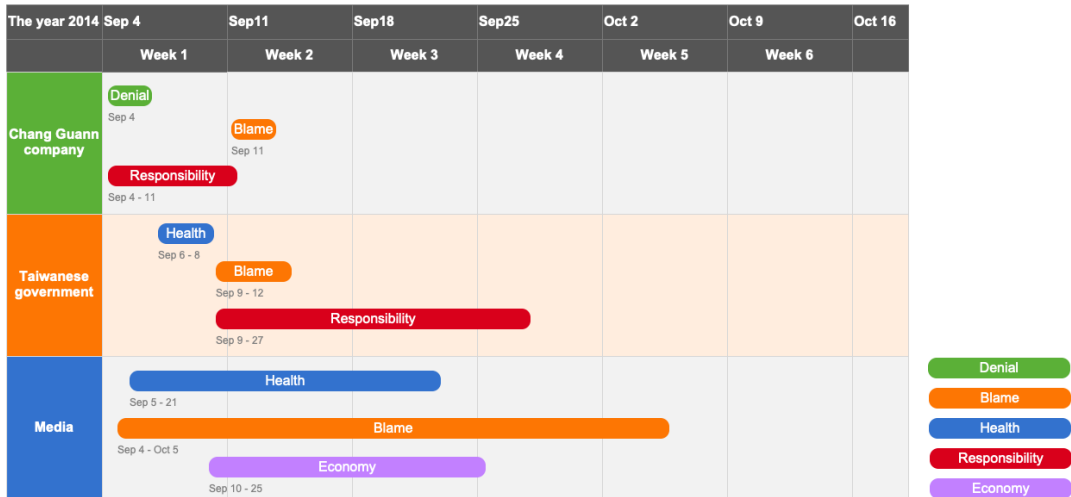 The year 2014 Sep 4 Sep11 Sep18 Sep25 Oct 2 Oct 9 Oct 16
Week 1 Week 2 Week 3 Week 4 Week 5 Week 6
Chang Guann
company
Denial
Sep 4
Blame
Sep 11
Responsibility
Sep 4 - 11
Taiwanese
government
Health
Sep 6 - 8
Blame
Sep 9 - 12
Responsibility
Sep 9 - 27
Media
Health
Sep 5 - 21
Blame
Sep 4 - Oct 5
Economy
Sep 10 - 25
Denial
Blame
Health
Responsibility
Economy